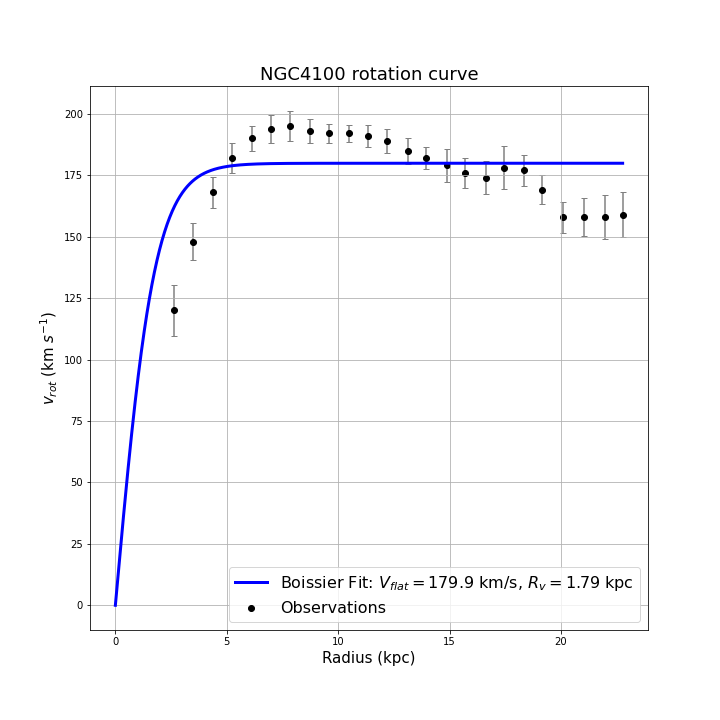 NGC4100 rotation curve
200
175
150
125
100
75
50
25
0
v_rot (km s⁻¹)
Boissier Fit: V_flat = 179.9 km/s, R_v = 1.79 kpc
Observations
0 5 10 15 20
Radius (kpc)